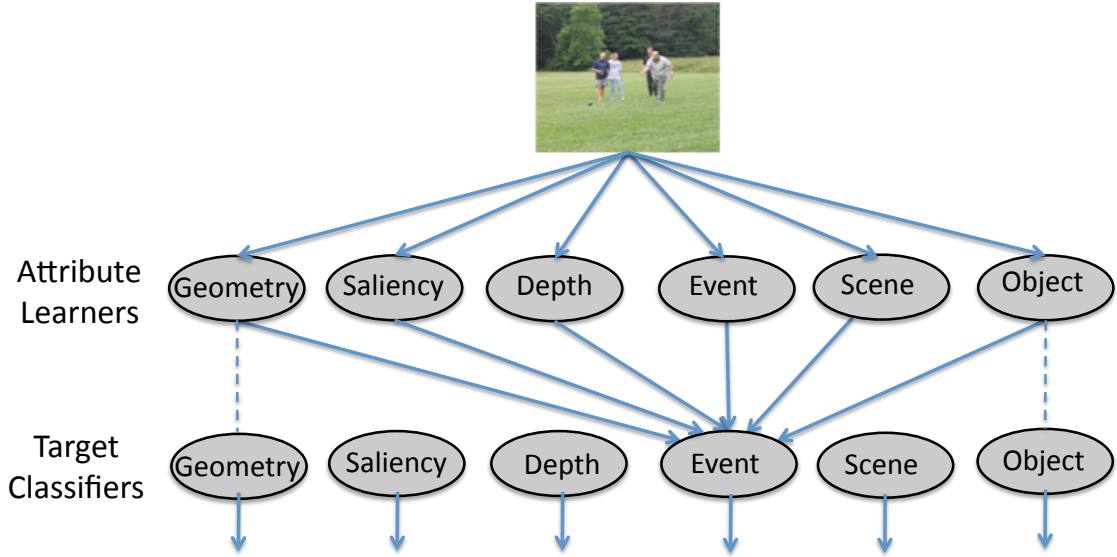 Attribute
Learners
Geometry Saliency Depth Event Scene Object
Target
Classifiers
Geometry Saliency Depth Event Scene Object